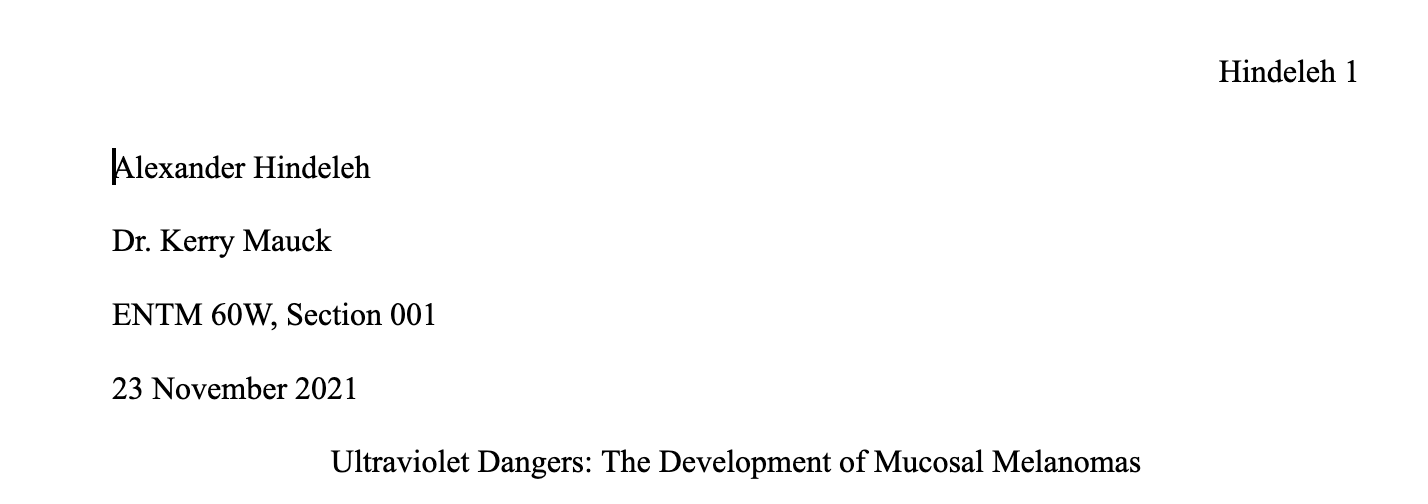 Hindeleh 1
Alexander Hindeleh
Dr. Kerry Mauck
ENTM 60W, Section 001
23 November 2021
Ultraviolet Dangers: The Development of Mucosal Melanomas